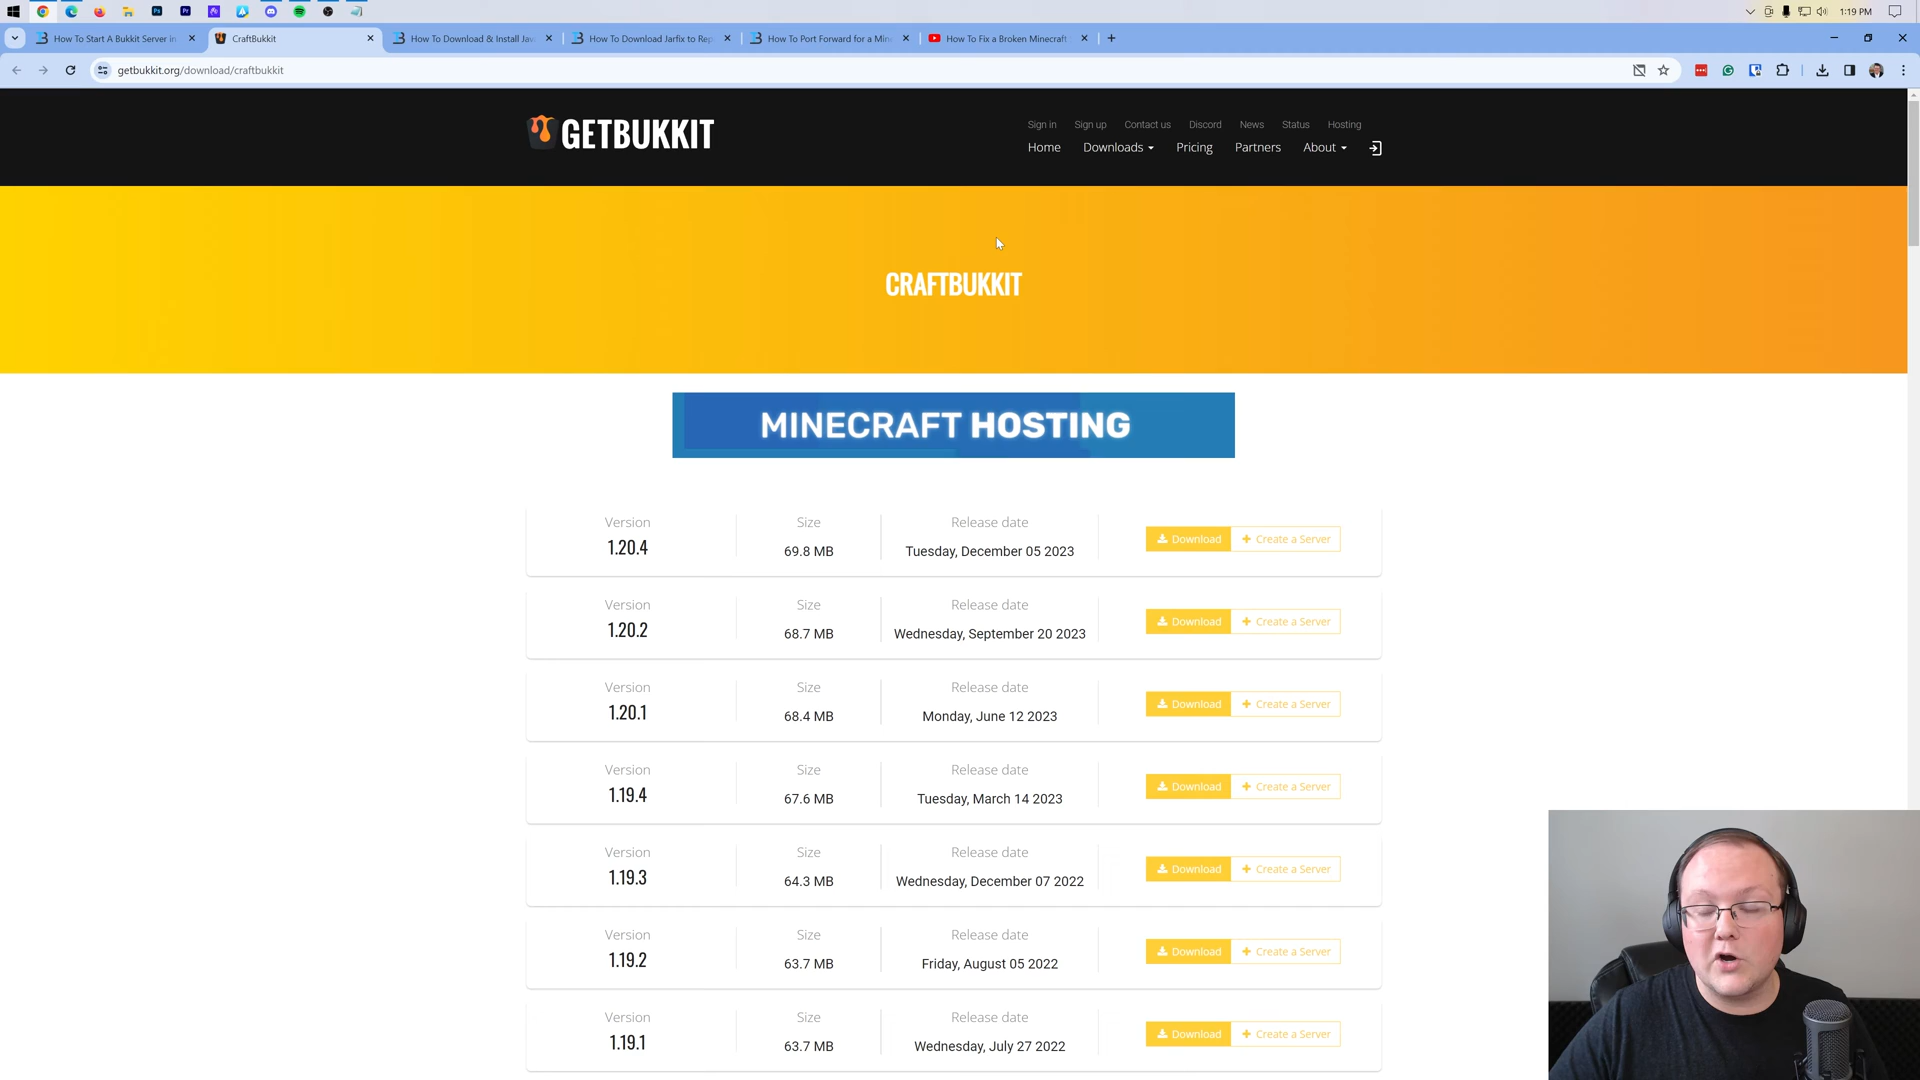 1:19 PM
How To Start A Bukkit Server in
CraftBukkit
How To Download & Install Jav
How To Download Jarfix to Rep
How To Port Forward for a Min
How To Fix a Broken Minecraft
getbukkit.org/download/craftbukkit
GETBUKKIT
Sign in Sign up Contact us Discord News Status Hosting
Home Downloads Pricing Partners About
CRAFTBUKKIT
MINECRAFT HOSTING
Version Size Release date
1.20.4 69.8 MB Tuesday, December 05 2023 Download Create a Server
Version Size Release date
1.20.2 68.7 MB Wednesday, September 20 2023 Download Create a Server
Version Size Release date
1.20.1 68.4 MB Monday, June 12 2023 Download Create a Server
Version Size Release date
1.19.4 67.6 MB Tuesday, March 14 2023 Download Create a Server
Version Size Release date
1.19.3 64.3 MB Wednesday, December 07 2022 Download Create a Server
Version Size Release date
1.19.2 63.7 MB Friday, August 05 2022 Download Create a Server
Version Size Release date
1.19.1 63.7 MB Wednesday, July 27 2022 Download Create a Server